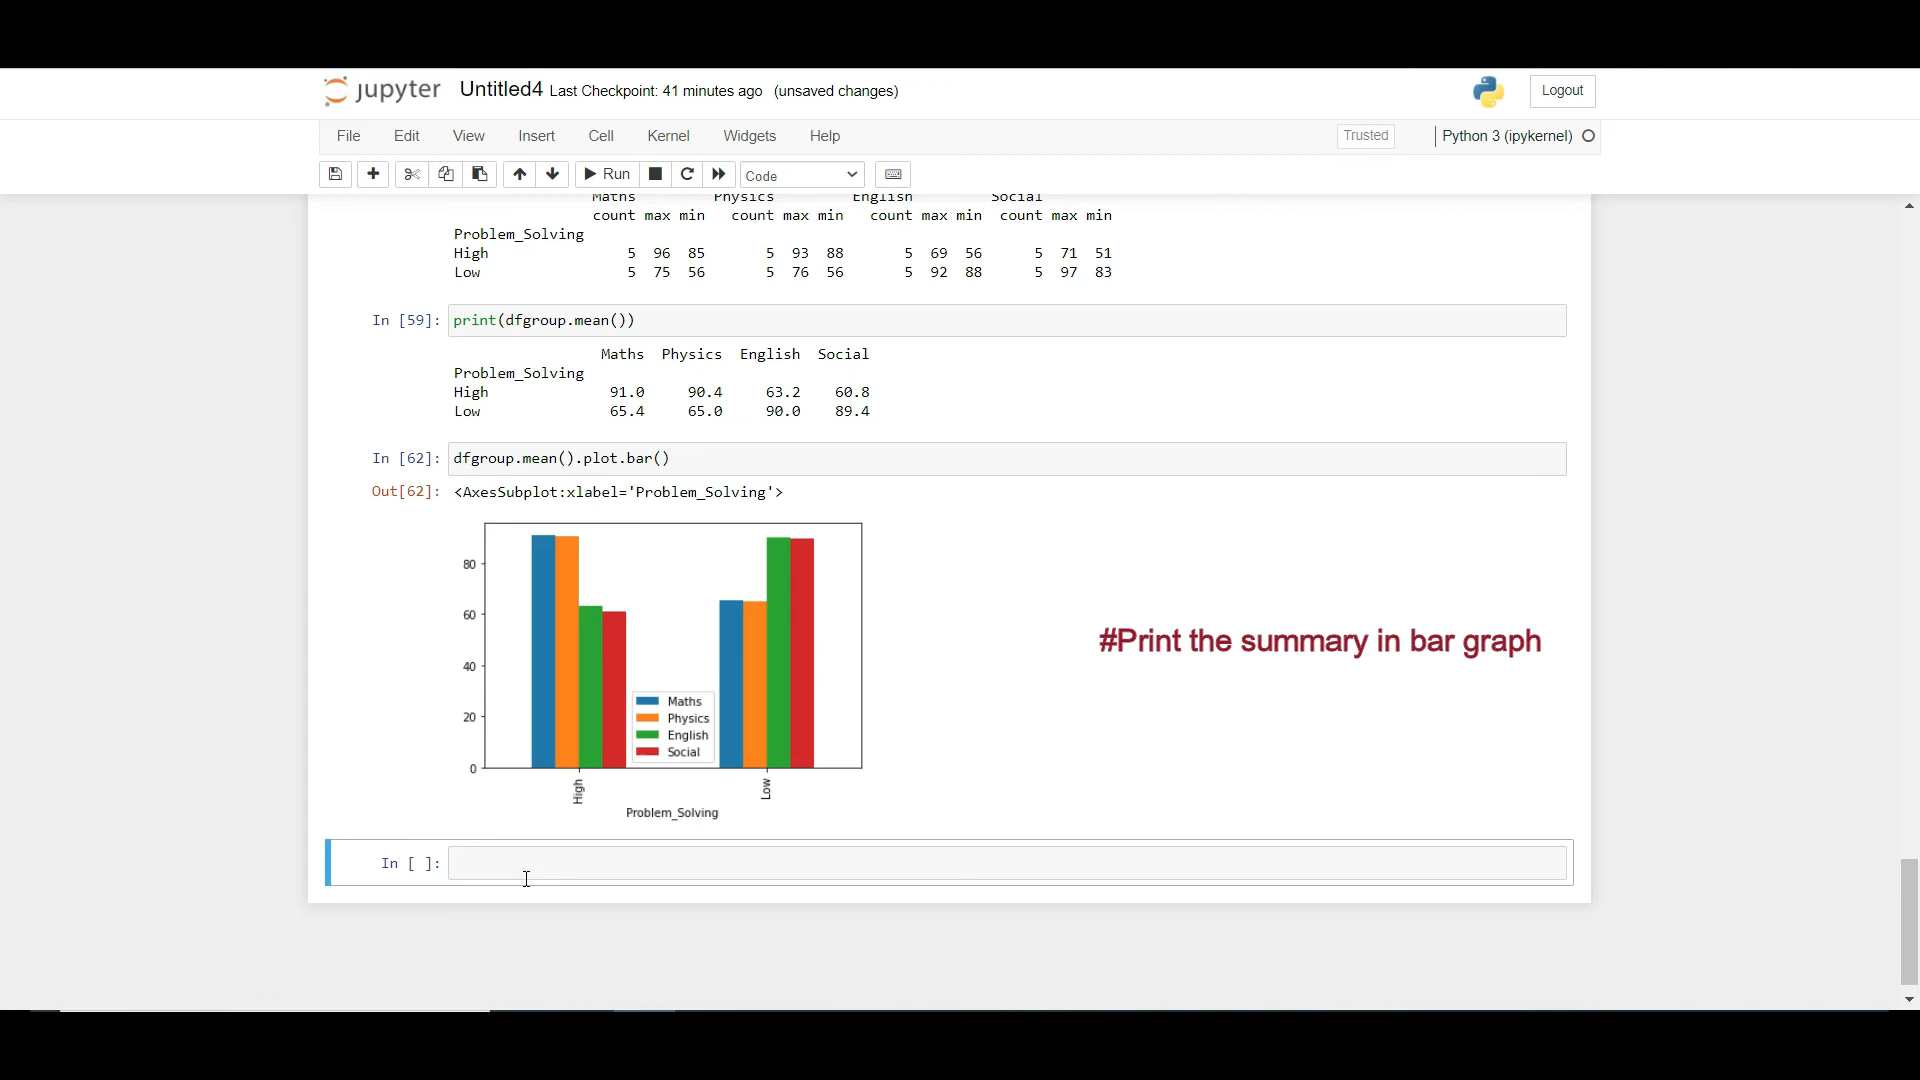 jupyter Untitled4 Last Checkpoint: 41 minutes ago (unsaved changes)
Logout
File Edit View Insert Cell Kernel Widgets Help
Trusted
Python 3 (ipykernel)
Run
Code
Maths Physics English Social
count max min count max min count max min count max min
Problem_Solving
High 5 96 85 5 93 88 5 69 56 5 71 51
Low 5 75 56 5 76 56 5 92 88 5 97 83
In [59]: print(dfgroup.mean())
Maths Physics English Social
Problem_Solving
High 91.0 90.4 63.2 60.8
Low 65.4 65.0 90.0 89.4
In [62]: dfgroup.mean().plot.bar()
Out[62]: <AxesSubplot:xlabel='Problem_Solving'>
80
60
40
20
0
Maths
Physics
English
Social
High
Low
Problem_Solving
#Print the summary in bar graph
In [ ]: